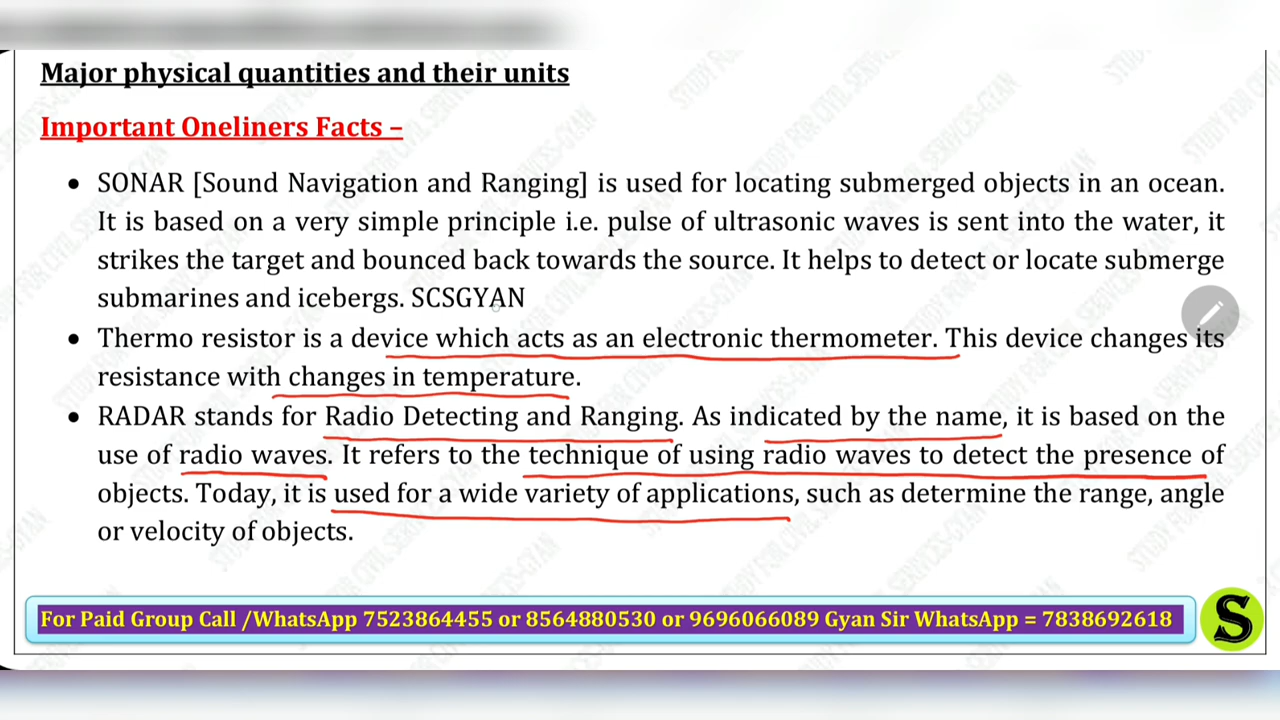 Major physical quantities and their units
Important Oneliners Facts –
• SONAR [Sound Navigation and Ranging] is used for locating submerged objects in an ocean.
It is based on a very simple principle i.e. pulse of ultrasonic waves is sent into the water, it
strikes the target and bounced back towards the source. It helps to detect or locate submerge
submarines and icebergs. SCSGYAN
• Thermo resistor is a device which acts as an electronic thermometer. This device changes its
resistance with changes in temperature.
• RADAR stands for Radio Detecting and Ranging. As indicated by the name, it is based on the
use of radio waves. It refers to the technique of using radio waves to detect the presence of
objects. Today, it is used for a wide variety of applications, such as determine the range, angle
or velocity of objects.
For Paid Group Call /WhatsApp 7523864455 or 8564880530 or 9696066089 Gyan Sir WhatsApp = 7838692618
S